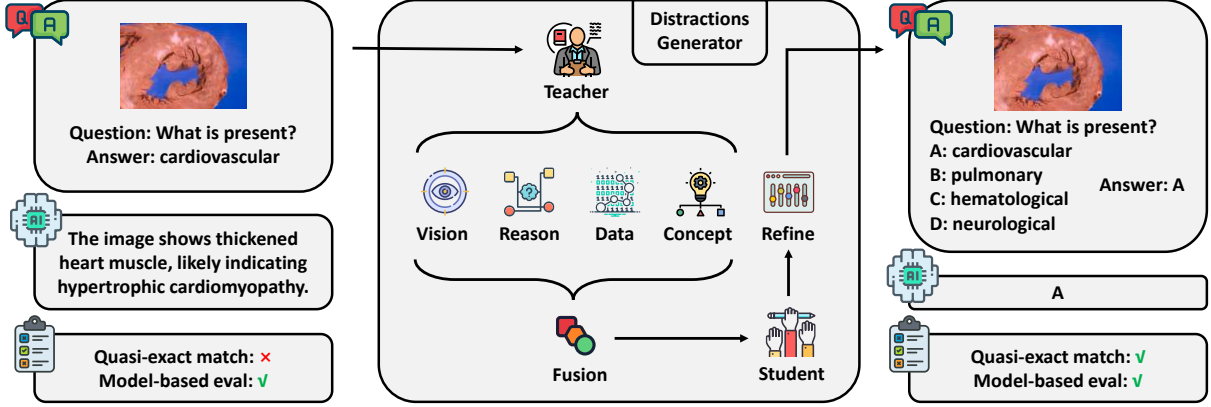 Q A
Question: What is present?
Answer: cardiovascular
AI
The image shows thickened
heart muscle, likely indicating
hypertrophic cardiomyopathy.
Quasi-exact match: ×
Model-based eval: √
Distractions
Generator
Teacher
Vision
Reason
Data
Concept
Refine
Fusion
Student
Q A
Question: What is present?
A: cardiovascular
B: pulmonary
C: hematological
D: neurological
Answer: A
AI
A
Quasi-exact match: √
Model-based eval: √